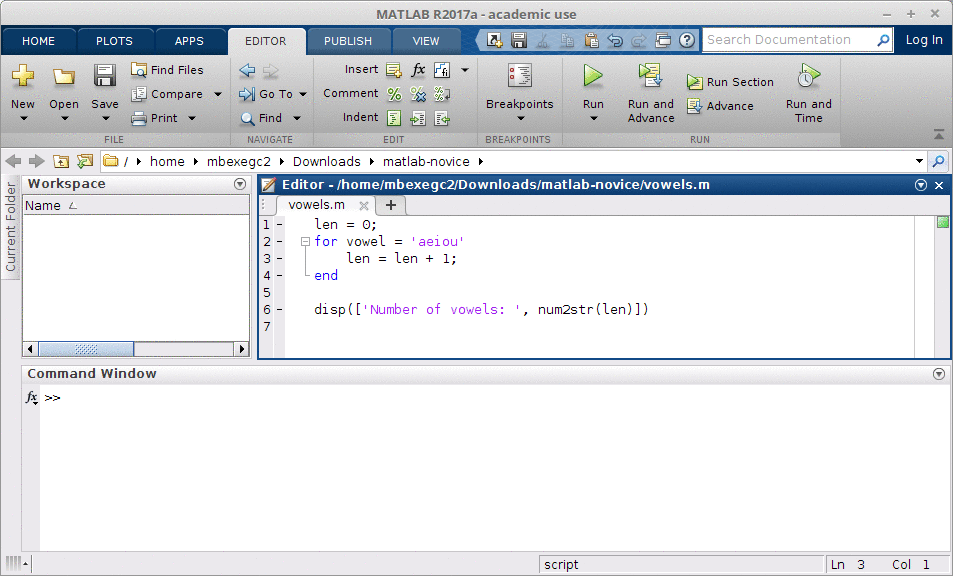 MATLAB R2017a - academic use
HOME PLOTS APPS EDITOR PUBLISH VIEW Search Documentation Log In
New Open Save Find Files Compare Print
FILE
Go To Find
NAVIGATE
Insert fx
Comment % %
Indent
EDIT
Breakpoints
BREAKPOINTS
Run Run and Advance Run Section Advance Run and Time
RUN
/ home mbexegc2 Downloads matlab-novice
Current Folder
Workspace
Name
Editor - /home/mbexegc2/Downloads/matlab-novice/vowels.m
vowels.m
1 - len = 0;
2 - for vowel = 'aeiou'
3 - len = len + 1;
4 - end
5
6 - disp(['Number of vowels: ', num2str(len)])
7
Command Window
fx >>
script Ln 3 Col 1